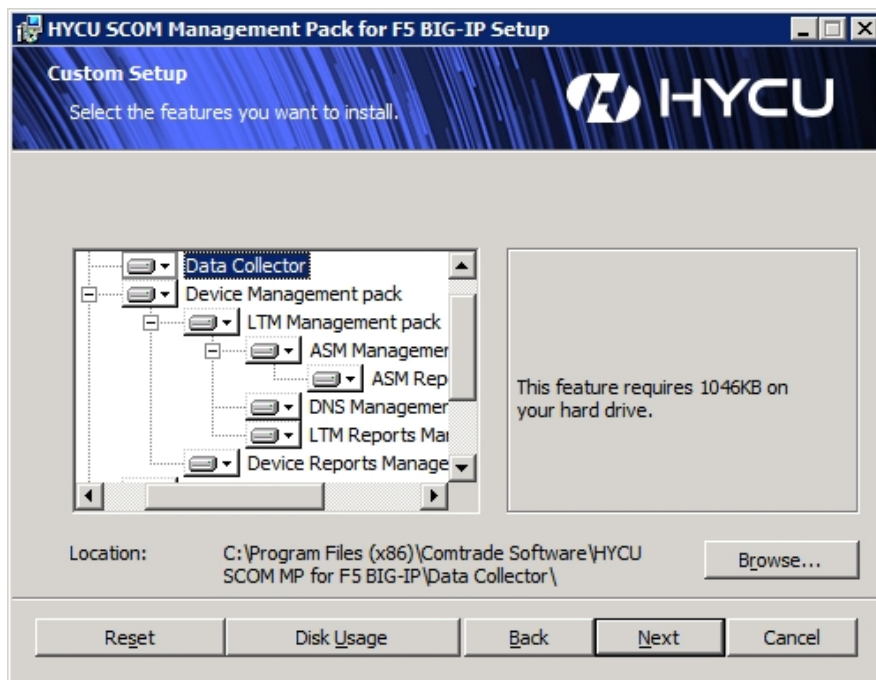 HYCU SCOM Management Pack for F5 BIG-IP Setup
Custom Setup
Select the features you want to install.
HYCU
Data Collector
Device Management pack
LTM Management pack
ASM Managemer
ASM Rep
DNS Managemer
LTM Reports Mar
Device Reports Manage
This feature requires 1046KB on
your hard drive.
Location:
C:\Program Files (x86)\Comtrade Software\HYCU
SCOM MP for F5 BIG-IP\Data Collector\
Browse...
Reset
Disk Usage
Back
Next
Cancel